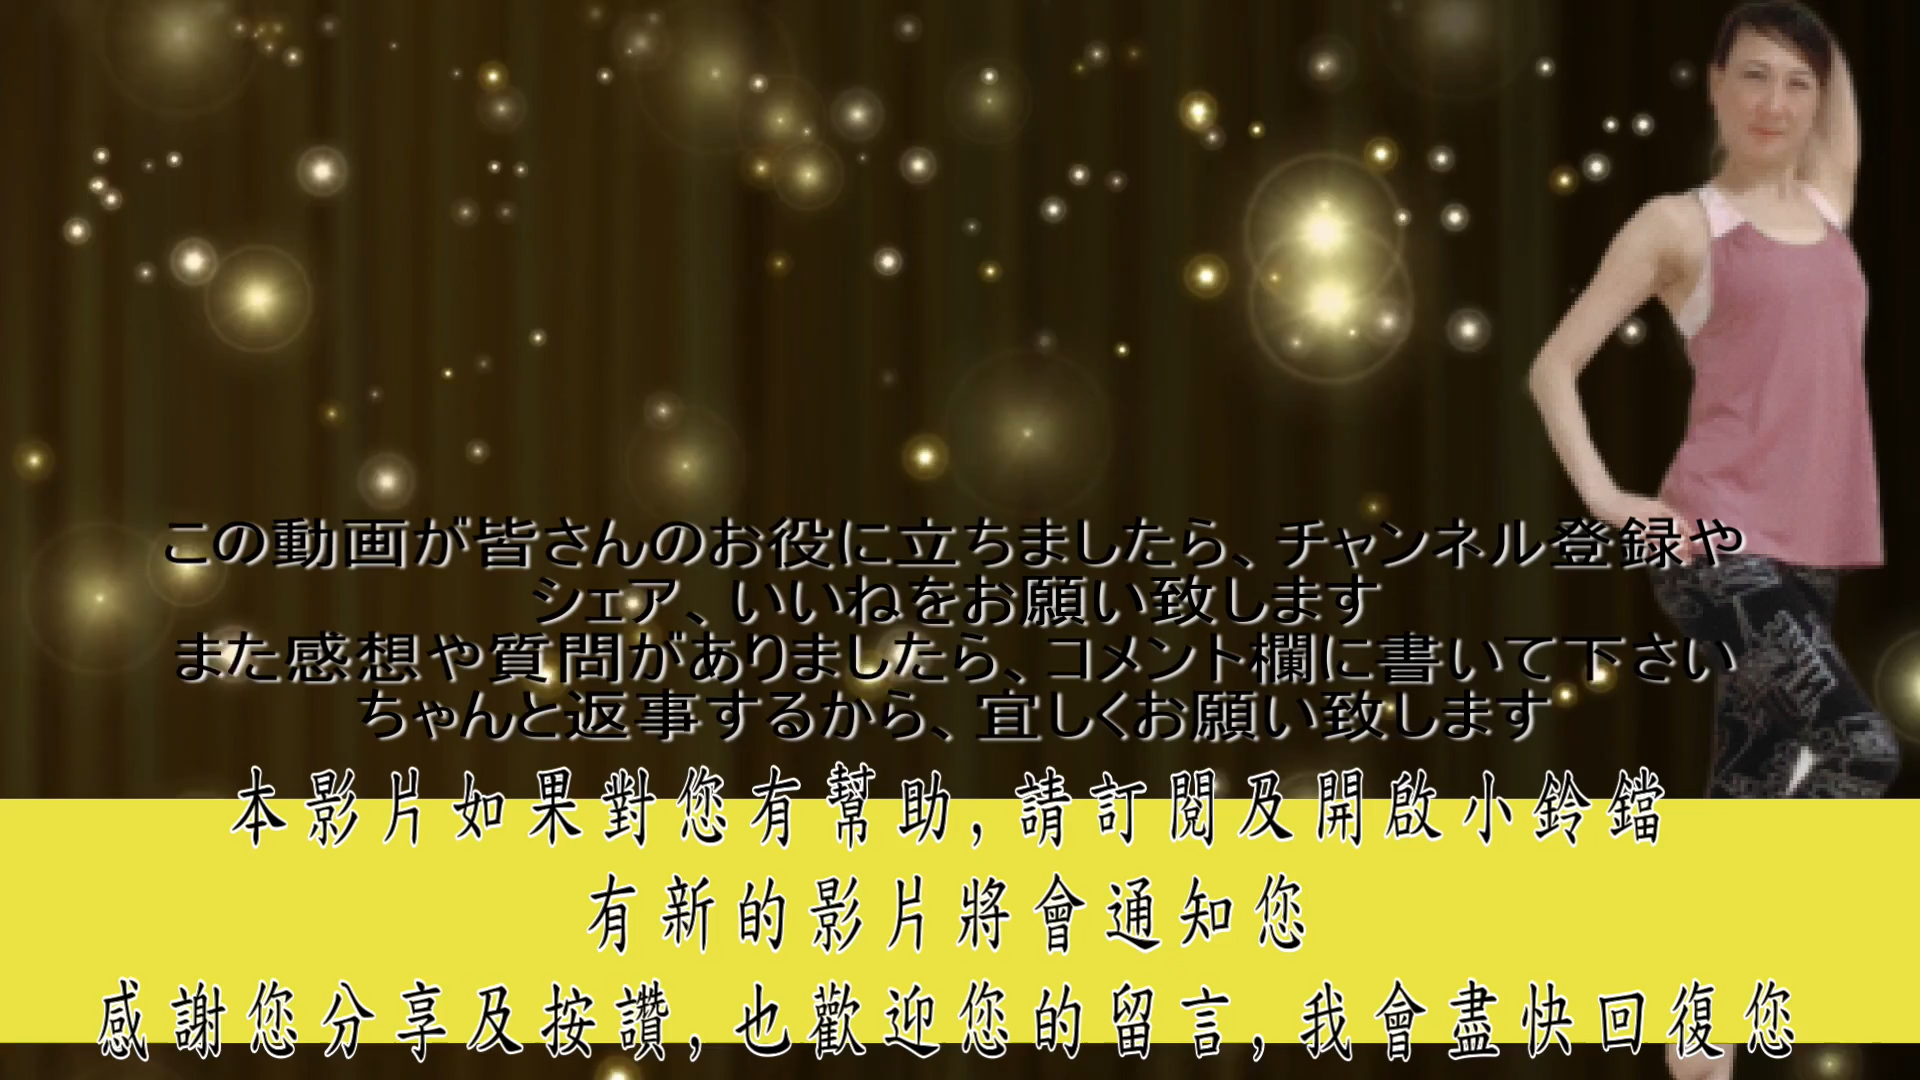 この動画が皆さんのお役に立ちましたら、チャンネル登録や
シェア、いいねをお願い致します
また感想や質問がありましたら、コメント欄に書いて下さい
ちゃんと返事するから、宜しくお願い致します
本影片如果對您有幫助,請訂閱及開啟小鈴鐺
有新的影片將會通知您
感謝您分享及按讚,也歡迎您的留言,我會盡快回復您